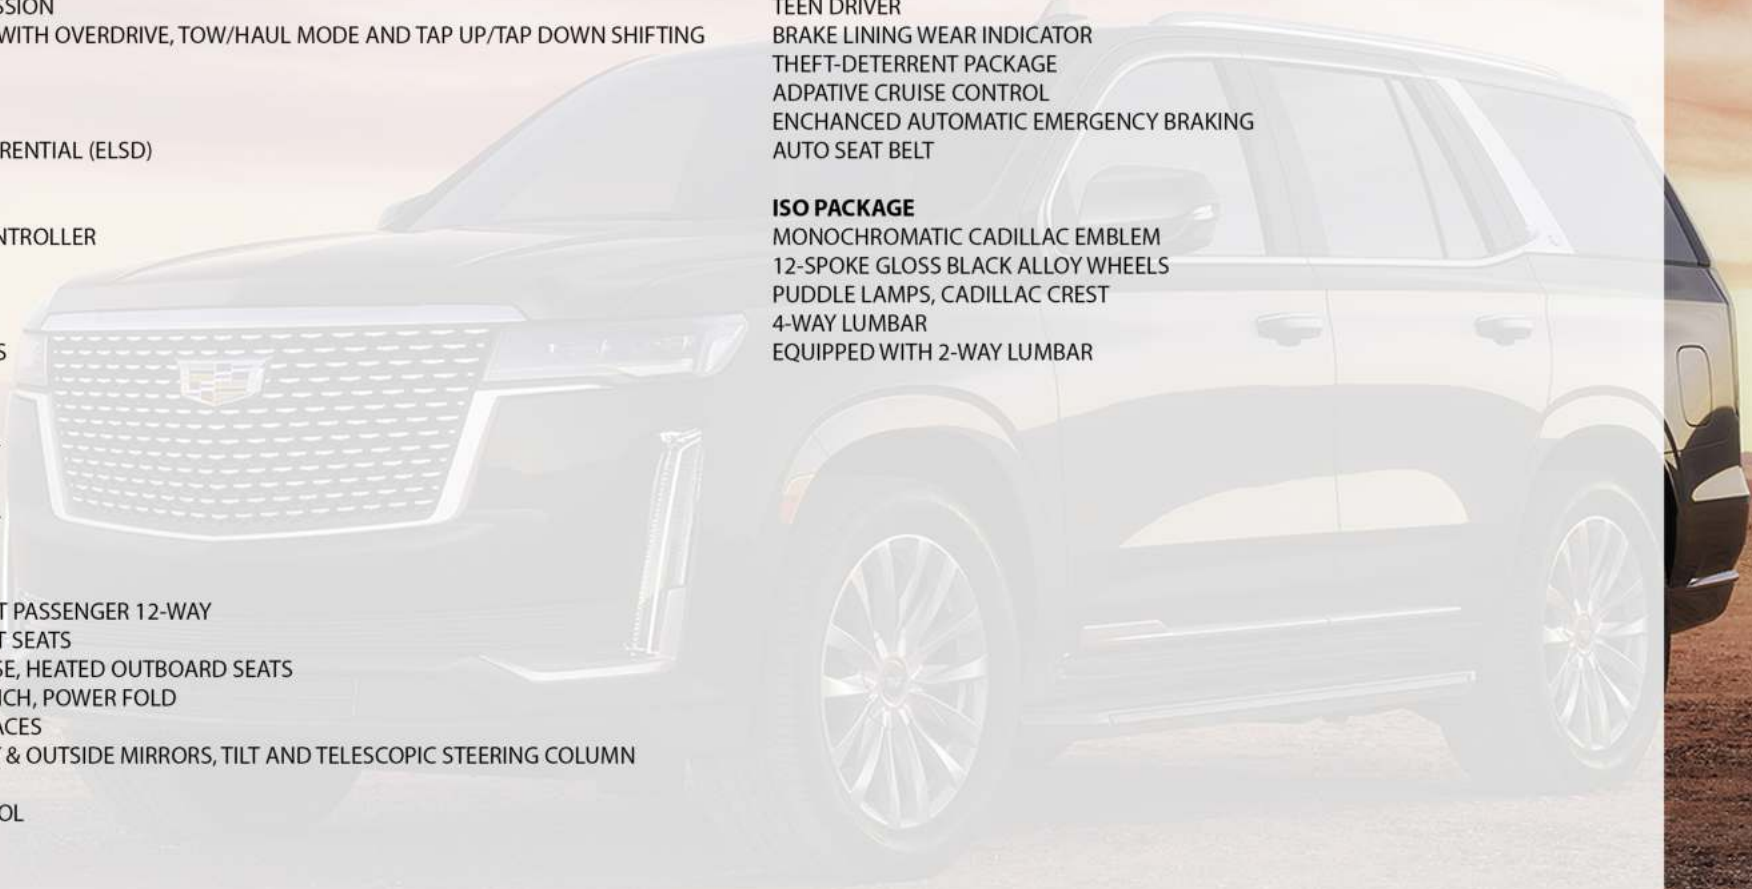 SSION
WITH OVERDRIVE, TOW/HAUL MODE AND TAP UP/TAP DOWN SHIFTING
RENTIAL (ELSD)
NTROLLER
S
T PASSENGER 12-WAY
T SEATS
SE, HEATED OUTBOARD SEATS
NCH, POWER FOLD
ACES
& OUTSIDE MIRRORS, TILT AND TELESCOPIC STEERING COLUMN
OL
TEEN DRIVER
BRAKE LINING WEAR INDICATOR
THEFT-DETERRENT PACKAGE
ADPATIVE CRUISE CONTROL
ENCHANCED AUTOMATIC EMERGENCY BRAKING
AUTO SEAT BELT
ISO PACKAGE
MONOCHROMATIC CADILLAC EMBLEM
12-SPOKE GLOSS BLACK ALLOY WHEELS
PUDDLE LAMPS, CADILLAC CREST
4-WAY LUMBAR
EQUIPPED WITH 2-WAY LUMBAR